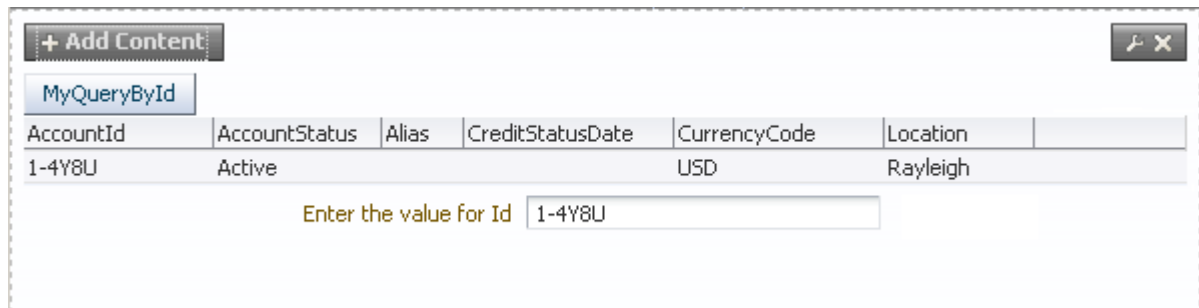 + Add Content
MyQueryById
AccountId AccountStatus Alias CreditStatusDate CurrencyCode Location
1-4Y8U Active USD Rayleigh
Enter the value for Id 1-4Y8U